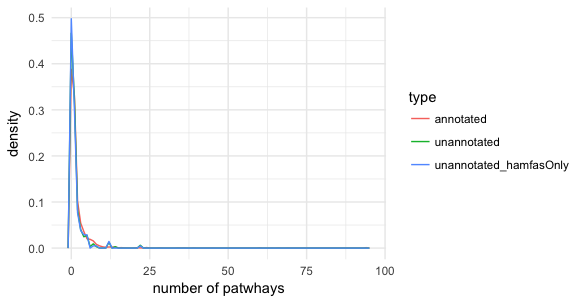 0.5
0.4
0.3
0.2
0.1
0.0
density
0
25
50
75
100
number of patwhays
type
annotated
unannotated
unannotated_hamfasOnly